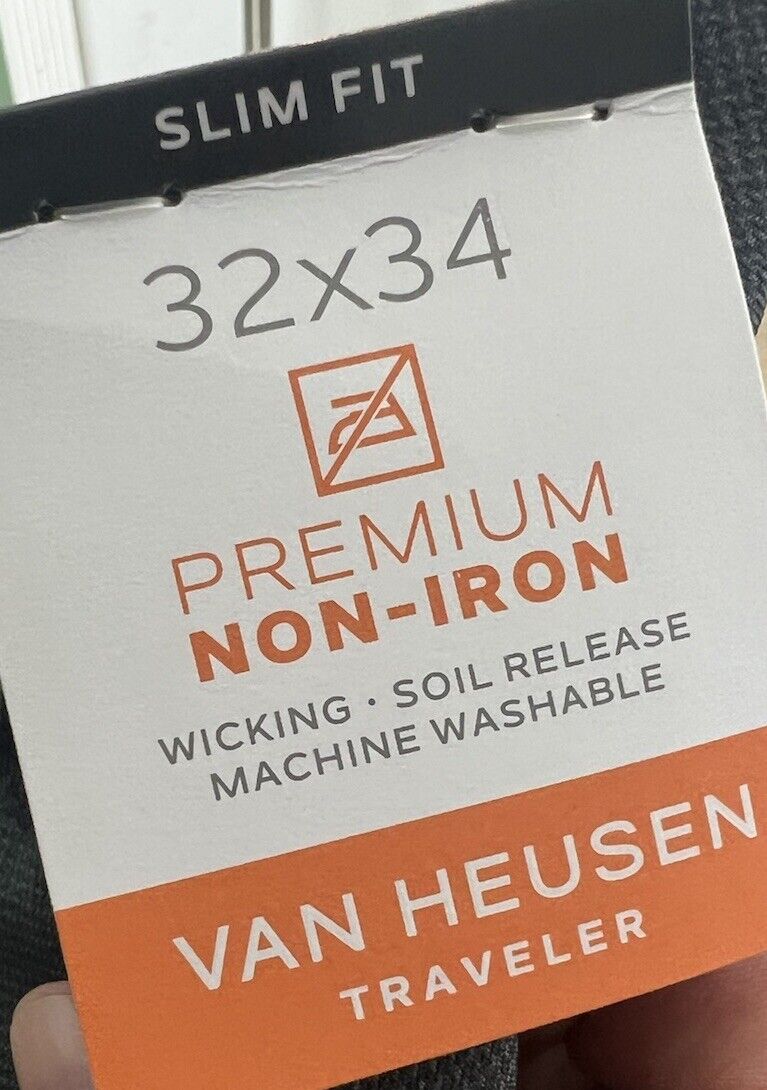 SLIM FIT
32x34
PREMIUM
NON-IRON
WICKING · SOIL RELEASE
MACHINE WASHABLE
VAN HEUSEN
TRAVELER